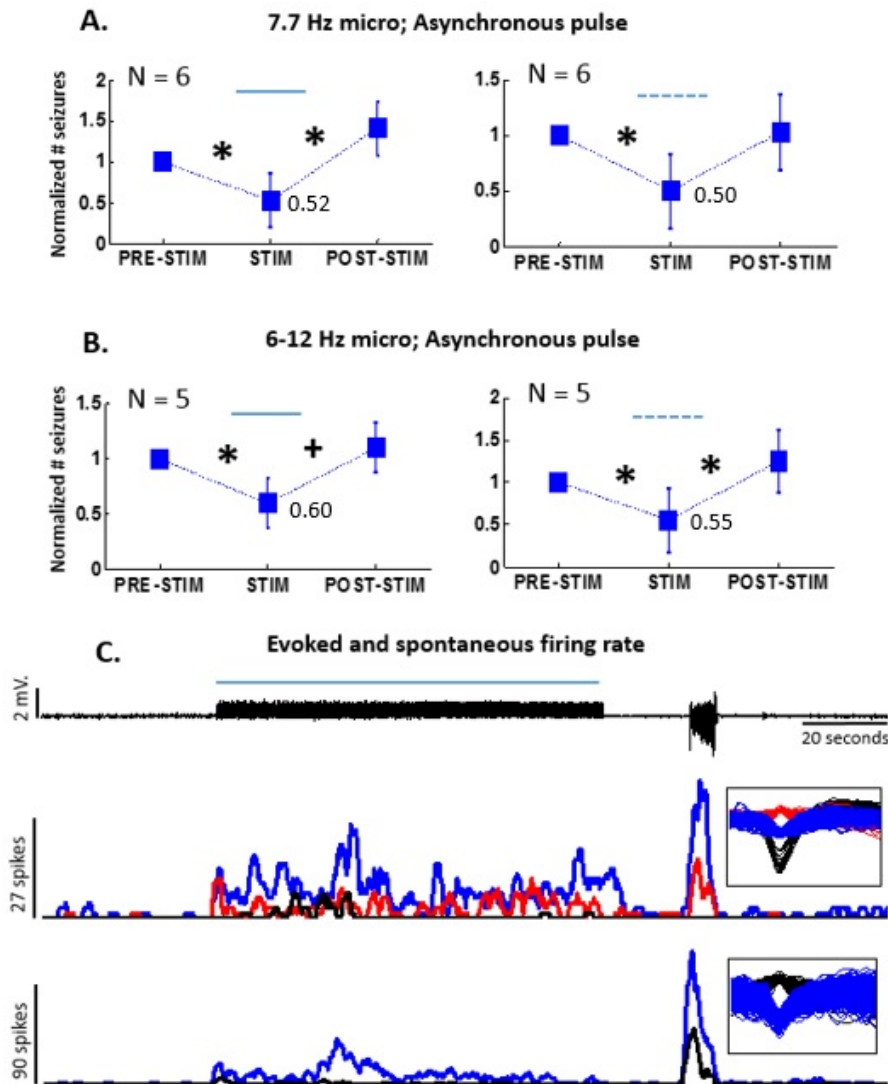 A.
7.7 Hz micro; Asynchronous pulse
Normalized # seizures
2
1.5
1
0.5
0
N = 6
*
*
0.52
PRE-STIM
STIM
POST-STIM
1.5
1
0.5
0
N = 6
*
0.50
PRE-STIM
STIM
POST-STIM
B.
6-12 Hz micro; Asynchronous pulse
Normalized # seizures
1.5
1
0.5
0
N = 5
*
+
0.60
PRE-STIM
STIM
POST-STIM
2
1.5
1
0.5
0
N = 5
*
*
0.55
PRE-STIM
STIM
POST-STIM
C.
Evoked and spontaneous firing rate
2 mV.
20 seconds
27 spikes
90 spikes